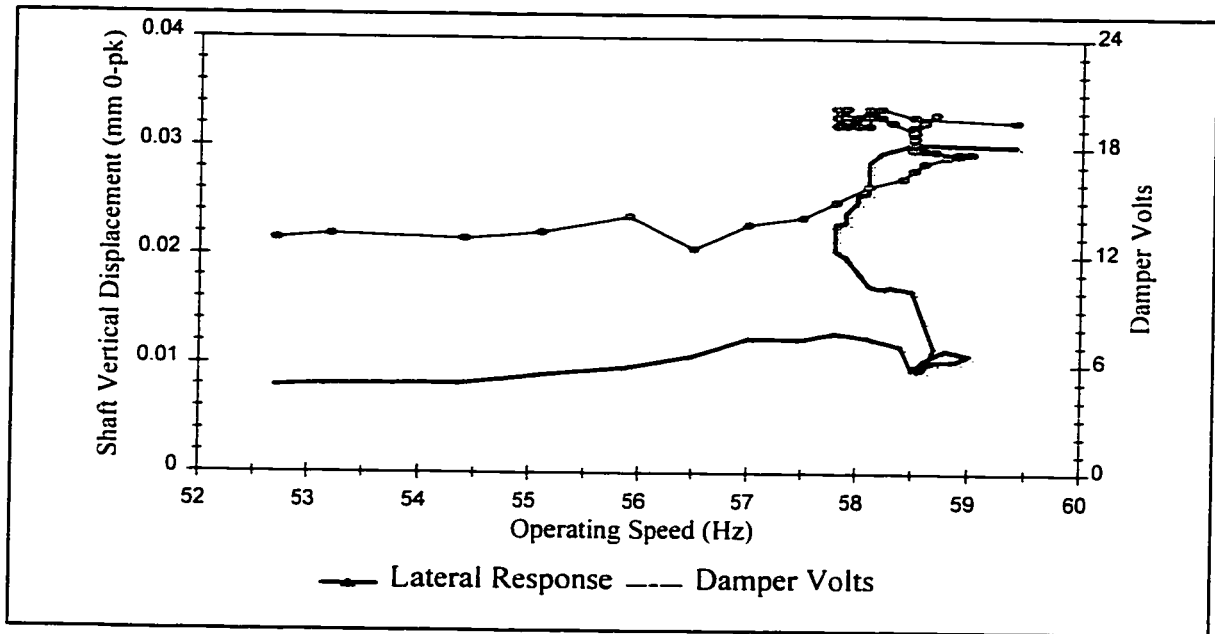 0.04
0.03
0.02
0.01
0
Shaft Vertical Displacement (mm 0-pk)
24
18
12
6
0
Damper Volts
52 53 54 55 56 57 58 59 60
Operating Speed (Hz)
Lateral Response Damper Volts